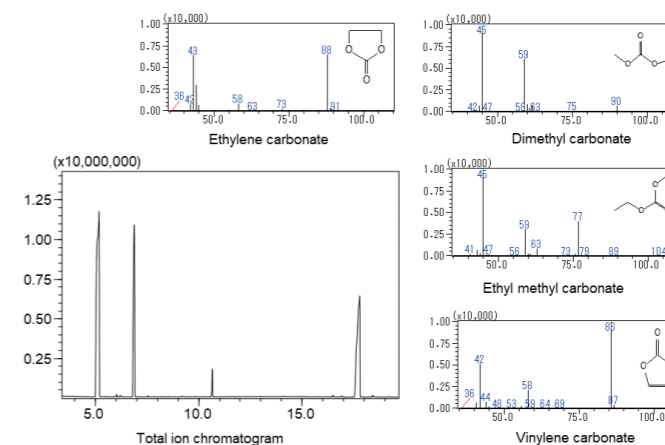 1.00 (x10,000)
0.75
0.50
0.25
0.00
36 43 42 58 63 73 88 91
50.0 75.0 100.0
O O O
Ethylene carbonate
1.00 (x10,000)
0.75
0.50
0.25
0.00
45 59 42 47 56 63 75 90
50.0 75.0 100.0
O O O
Dimethyl carbonate
(x10,000,000)
1.25
1.00
0.75
0.50
0.25
5.0 10.0 15.0
Total ion chromatogram
1.00 (x10,000)
0.75
0.50
0.25
0.00
45 59 77 41 47 56 63 73 79 89 104
50.0 75.0 100.0
O O
Ethyl methyl carbonate
1.00 (x10,000)
0.75
0.50
0.25
0.00
36 42 44 48 53 58 59 64 69 87
50.0 75.0 100.0
O O
Vinylene carbonate